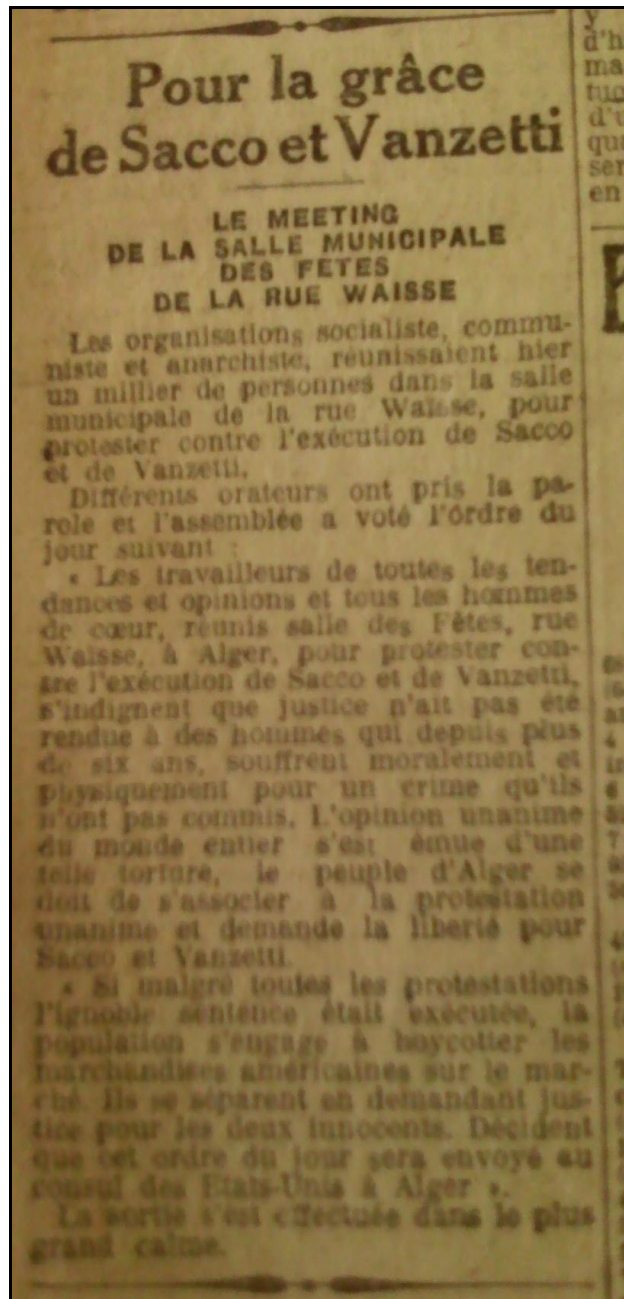 Pour la grâce
de Sacco et Vanzetti
LE MEETING
DE LA SALLE MUNICIPALE
DES FETES
DE LA RUE WAISSE
Les organisations socialiste, commu-
niste et anarchiste, réunissaient hier
un millier de personnes dans la salle
municipale de la rue Waisse, pour
protester contre l'exécution de Sacco
et de Vanzetti.
Différents orateurs ont pris la pa-
role et l'assemblée a voté l'ordre du
jour suivant :
« Les travailleurs de toutes les ten-
dances et opinions et tous les hommes
de cœur, réunis salle des Fêtes, rue
Waisse, à Alger, pour protester con-
tre l'exécution de Sacco et de Vanzetti,
s'indignent que justice n'ait pas été
rendue à des hommes qui depuis plus
de six ans, souffrent moralement et
physiquement pour un crime qu'ils
n'ont pas commis. L'opinion unanime
du monde entier s'est émue d'une
telle torture, le peuple d'Alger se
doit de s'associer à la protestation
unanime et demande la liberté pour
Sacco et Vanzetti.
« Si malgré toutes les protestations
l'ignoble sentence était exécutée, la
population s'engage à boycotter les
marchandises américaines sur le mar-
ché. Ils se séparent en demandant jus-
tice pour les deux innocents. Décident
que cet ordre du jour sera envoyé au
consul des Etats-Unis à Alger ».
La sortie s'est effectuée dans le plus
grand calme.